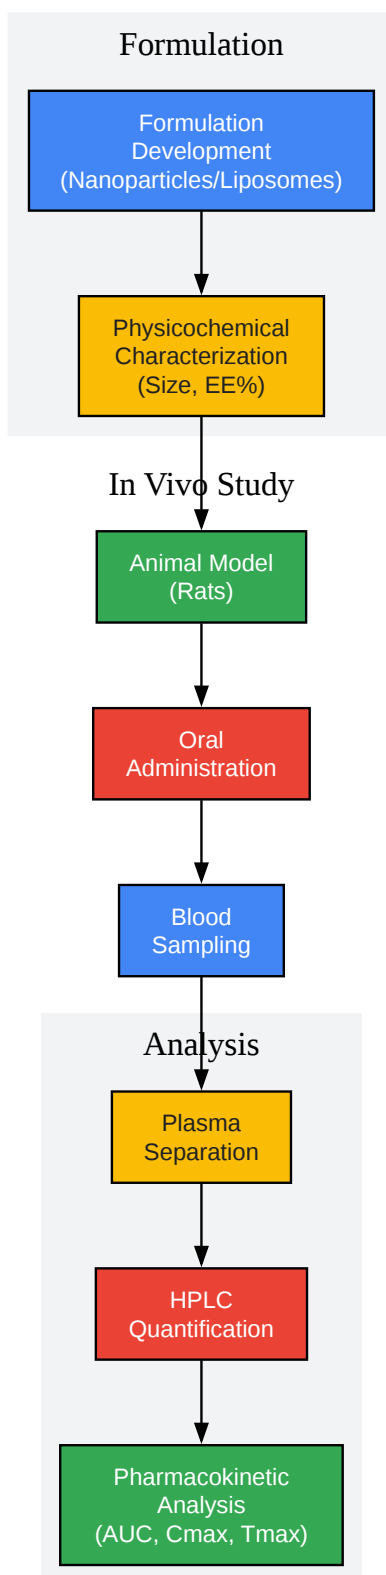 Formulation
Formulation
Development
(Nanoparticles/Liposomes)
Physicochemical
Characterization
(Size, EE%)
In Vivo Study
Animal Model
(Rats)
Oral
Administration
Blood
Sampling
Analysis
Plasma
Separation
HPLC
Quantification
Pharmacokinetic
Analysis
(AUC, Cmax, Tmax)